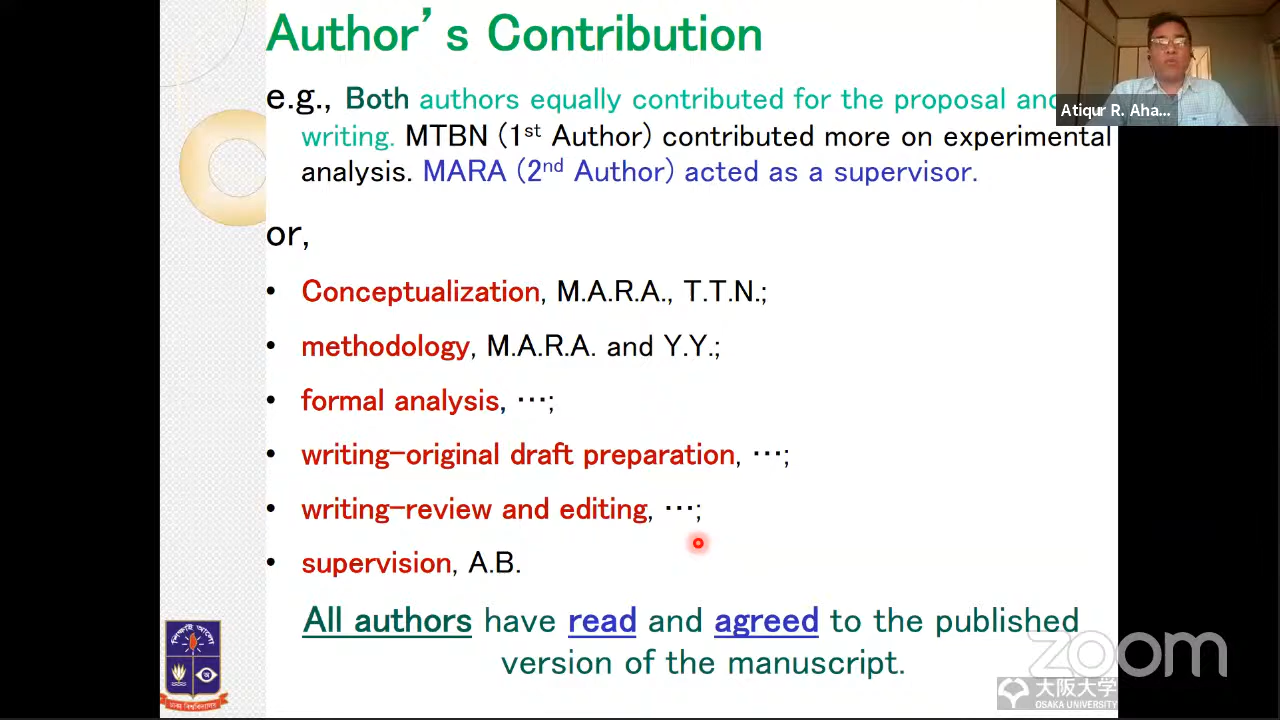 Author's Contribution
e.g., Both authors equally contributed for the proposal and
writing. MTBN (1st Author) contributed more on experimental
analysis. MARA (2nd Author) acted as a supervisor.
or,
• Conceptualization, M.A.R.A., T.T.N.;
• methodology, M.A.R.A. and Y.Y.;
• formal analysis, ⋯;
• writing-original draft preparation, ⋯;
• writing-review and editing, ⋯;
• supervision, A.B.
All authors have read and agreed to the published
version of the manuscript.
Atiqur R. Aha...
শিক্ষাই আলো
ঢাকা বিশ্ববিদ্যালয়
zoom
大阪大学
OSAKA UNIVERSITY